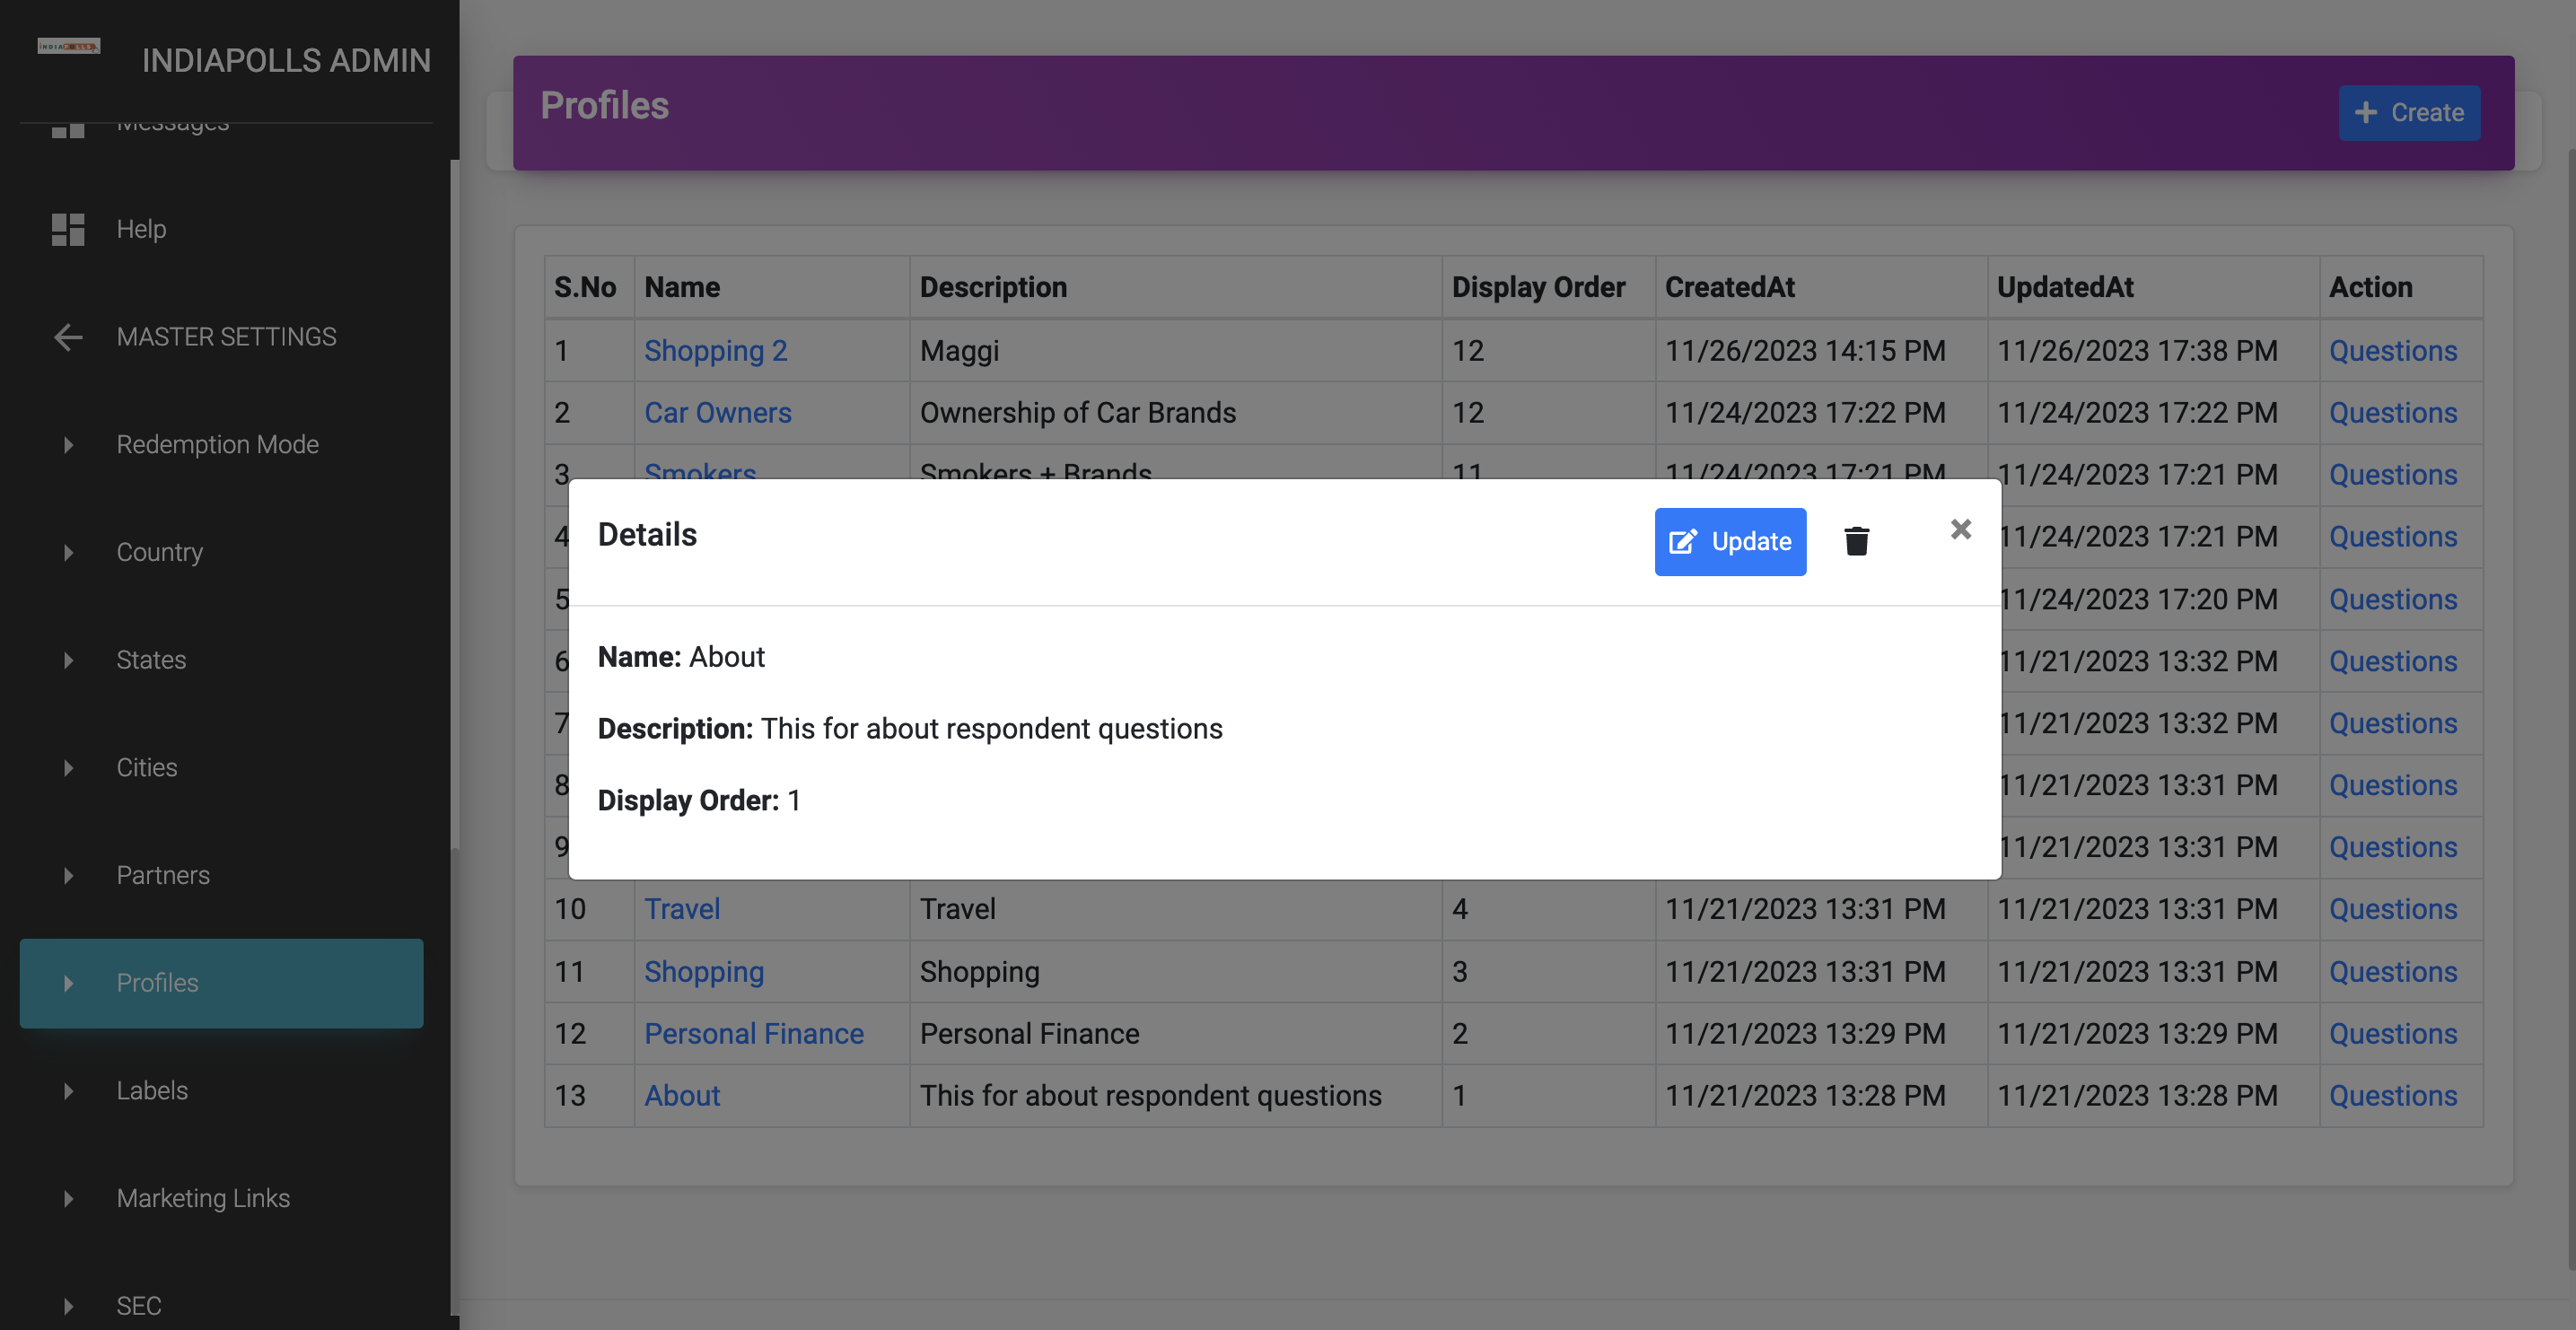 INDIAPOLLS
INDIAPOLLS ADMIN
Messages
Help
MASTER SETTINGS
Redemption Mode
Country
States
Cities
Partners
Profiles
Labels
Marketing Links
SEC
Profiles
Create
S.No Name Description Display Order CreatedAt UpdatedAt Action
1 Shopping 2 Maggi 12 11/26/2023 14:15 PM 11/26/2023 17:38 PM Questions
2 Car Owners Ownership of Car Brands 12 11/24/2023 17:22 PM 11/24/2023 17:22 PM Questions
3 Smokers Smokers + Brands 11 11/24/2023 17:21 PM 11/24/2023 17:21 PM Questions
4 11/24/2023 17:21 PM Questions
5 11/24/2023 17:20 PM Questions
6 11/21/2023 13:32 PM Questions
7 11/21/2023 13:32 PM Questions
8 11/21/2023 13:31 PM Questions
9 11/21/2023 13:31 PM Questions
10 Travel Travel 4 11/21/2023 13:31 PM 11/21/2023 13:31 PM Questions
11 Shopping Shopping 3 11/21/2023 13:31 PM 11/21/2023 13:31 PM Questions
12 Personal Finance Personal Finance 2 11/21/2023 13:29 PM 11/21/2023 13:29 PM Questions
13 About This for about respondent questions 1 11/21/2023 13:28 PM 11/21/2023 13:28 PM Questions
Details
Update
Name: About
Description: This for about respondent questions
Display Order: 1